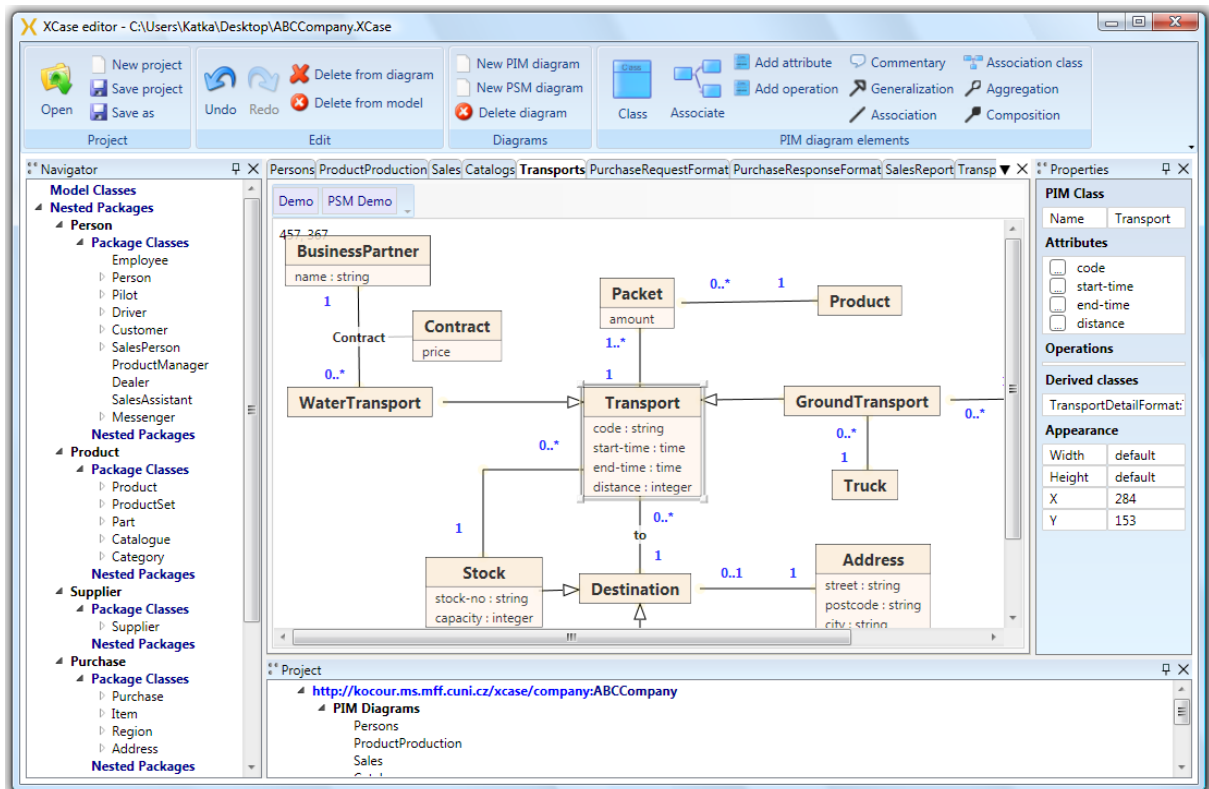 XCase editor - C:\Users\Katka\Desktop\ABCCompany.XCase
Open
New project
Save project
Save as
Project
Undo
Redo
Delete from diagram
Delete from model
Edit
New PIM diagram
New PSM diagram
Delete diagram
Diagrams
Class
Class
Associate
Add attribute
Add operation
Commentary
Generalization
Association
Association class
Aggregation
Composition
PIM diagram elements
Navigator
Model Classes
Nested Packages
Person
Package Classes
Employee
Person
Pilot
Driver
Customer
SalesPerson
ProductManager
Dealer
SalesAssistant
Messenger
Nested Packages
Product
Package Classes
Product
ProductSet
Part
Catalogue
Category
Nested Packages
Supplier
Package Classes
Supplier
Nested Packages
Purchase
Package Classes
Purchase
Item
Region
Address
Nested Packages
Persons ProductProduction Sales Catalogs Transports PurchaseRequestFormat PurchaseResponseFormat SalesReport Transp
Demo PSM Demo
457 367
BusinessPartner
name : string
1
Contract
0..*
Contract
price
WaterTransport
Packet
amount
0..* 1
Product
1..*
1
Transport
code : string
start-time : time
end-time : time
distance : integer
GroundTransport
0..*
0..*
1
Truck
0..*
1
0..*
to
1
Stock
stock-no : string
capacity : integer
Destination
0..1 1
Address
street : string
postcode : string
city : string
Project
http://kocour.ms.mff.cuni.cz/xcase/company:ABCCompany
PIM Diagrams
Persons
ProductProduction
Sales
Properties
PIM Class
Name Transport
Attributes
... code
... start-time
... end-time
... distance
Operations
Derived classes
TransportDetailFormat:
Appearance
Width default
Height default
X 284
Y 153